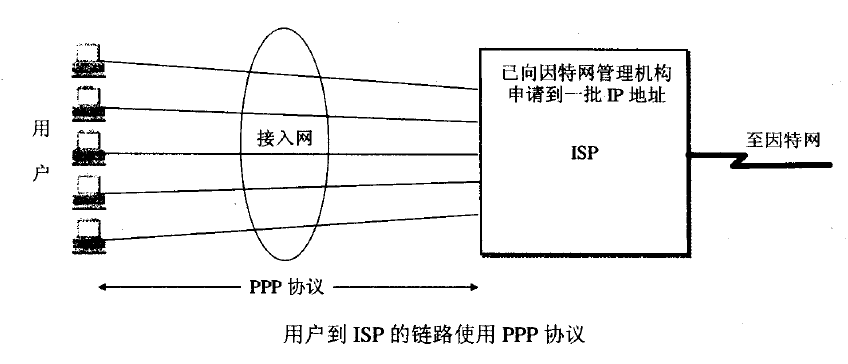 用户
接入网
已向因特网管理机构
申请到一批 IP 地址
ISP
至因特网
PPP 协议
用户到 ISP 的链路使用 PPP 协议